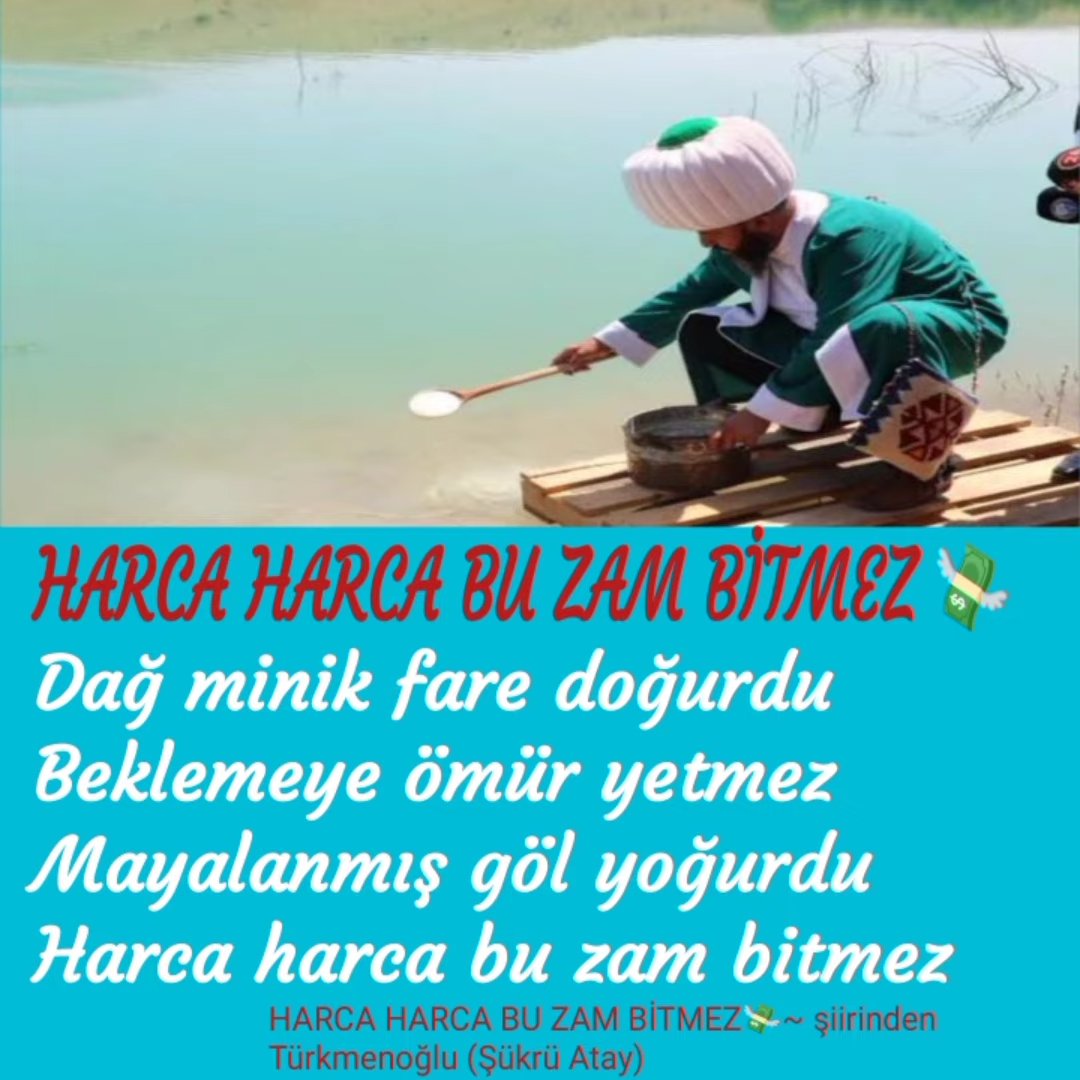 HARCA HARCA BU ZAM BİTMEZ💸
Dağ minik fare doğurdu
Beklemeye ömür yetmez
Mayalanmış göl yoğurdu
Harca harca bu zam bitmez
HARCA HARCA BU ZAM BİTMEZ💸~ şiirinden
Türkmenoğlu (Şükrü Atay)